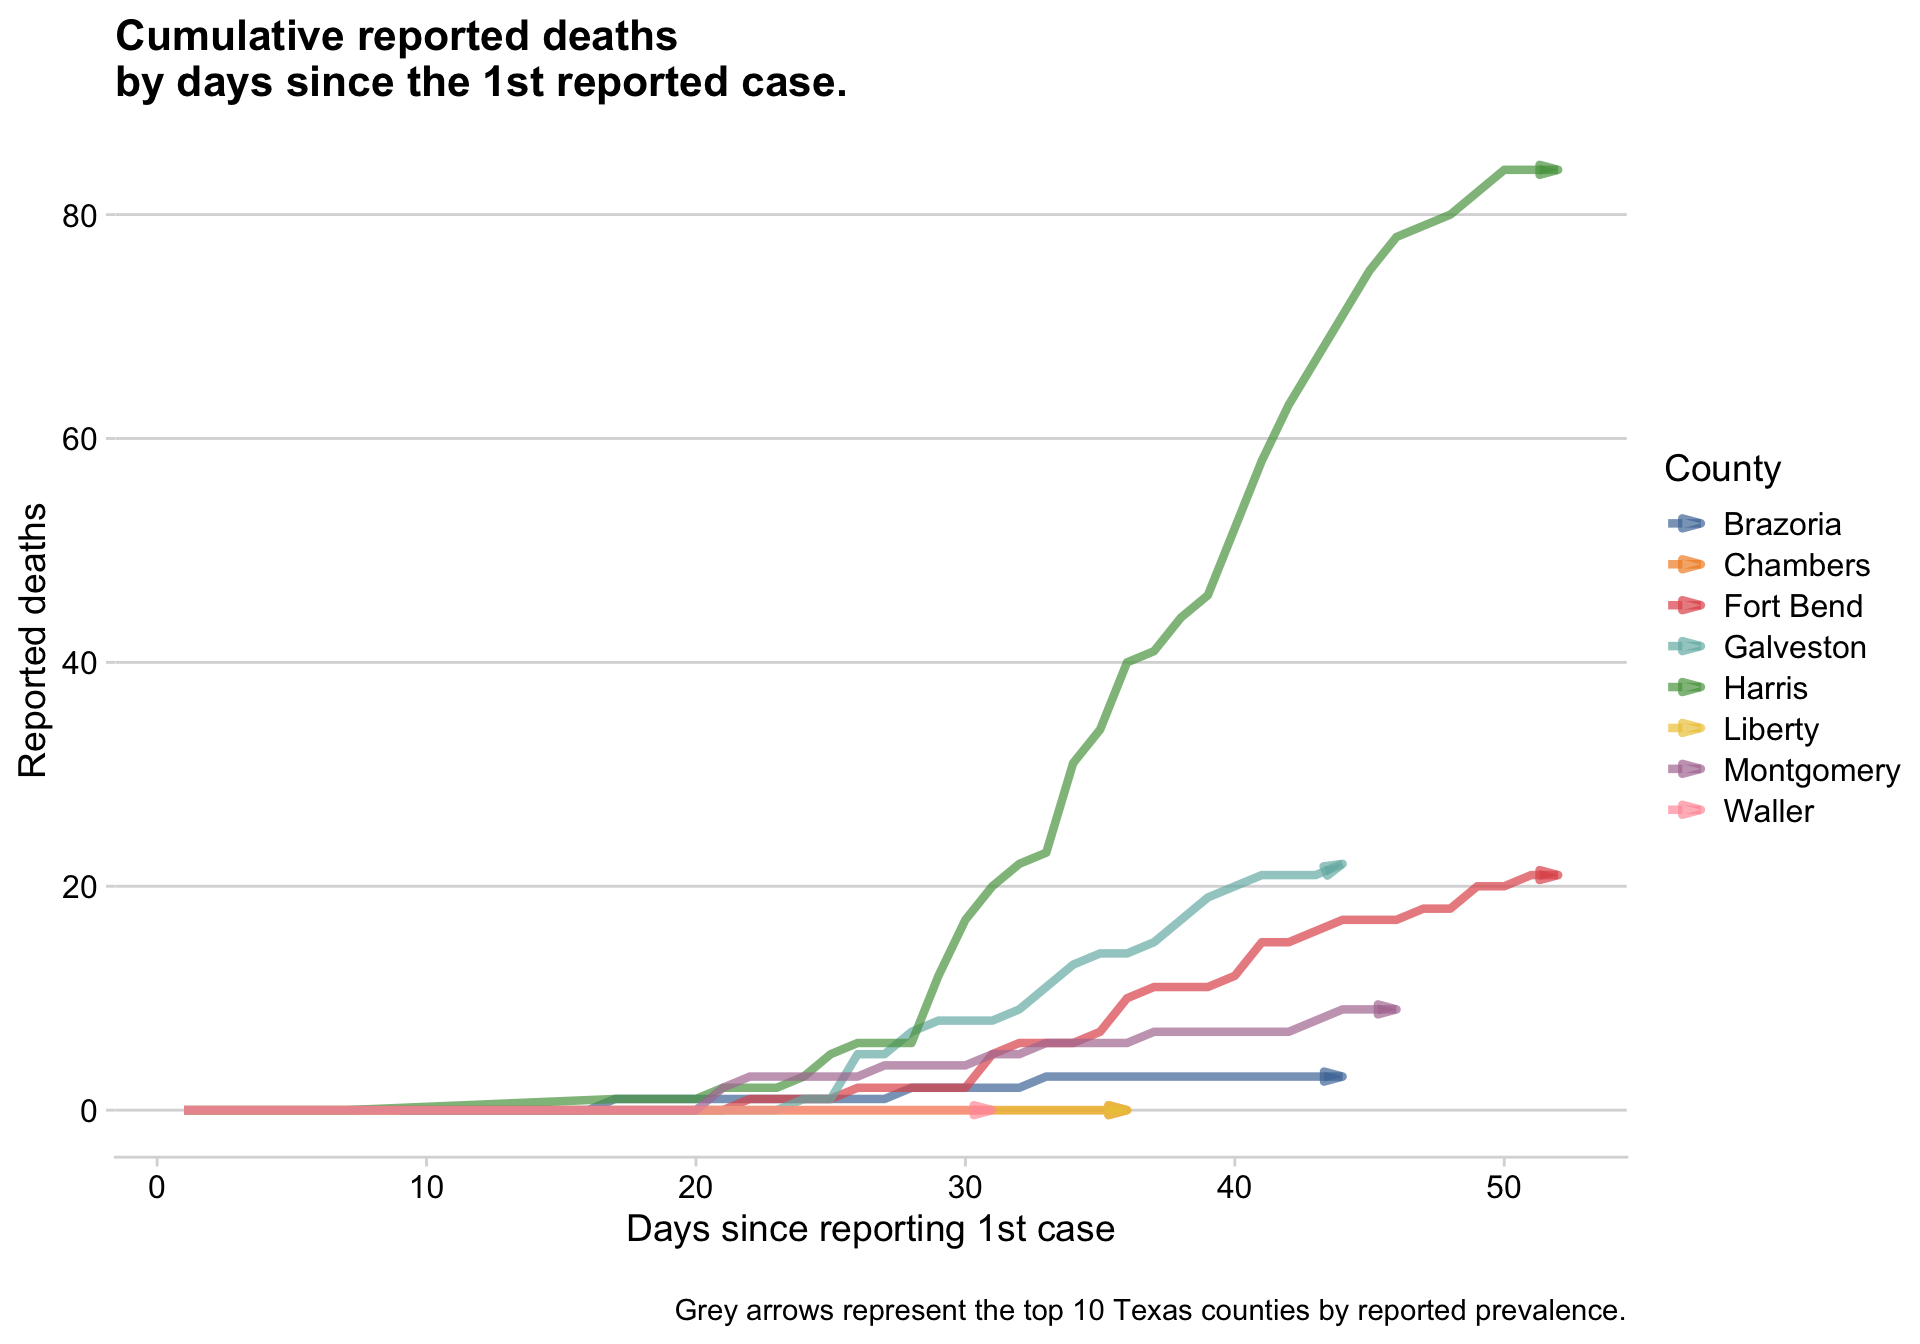 Cumulative reported deaths
by days since the 1st reported case.
Reported deaths
80
60
40
20
0
0 10 20 30 40 50
Days since reporting 1st case
County
Brazoria
Chambers
Fort Bend
Galveston
Harris
Liberty
Montgomery
Waller
Grey arrows represent the top 10 Texas counties by reported prevalence.